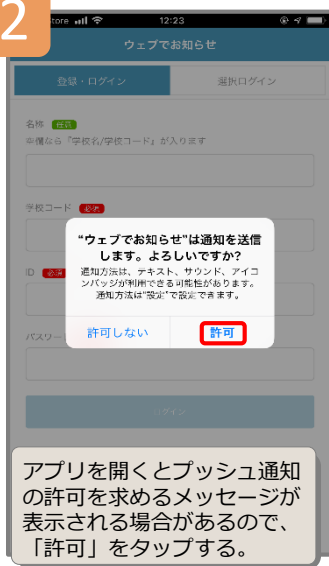 2
store 12:23
ウェブでお知らせ
登録・ログイン 選択ログイン
名称 任意
空欄なら「学校名/学校コード」が入ります
学校コード 必須
"ウェブでお知らせ"は通知を送信
します。よろしいですか?
通知方法は、テキスト、サウンド、アイコ
ンバッジが利用できる可能性があります。
通知方法は"設定"で設定できます。
ID 必須
許可しない 許可
パスワー
ログイン
アプリを開くとプッシュ通知
の許可を求めるメッセージが
表示される場合があるので、
「許可」をタップする。